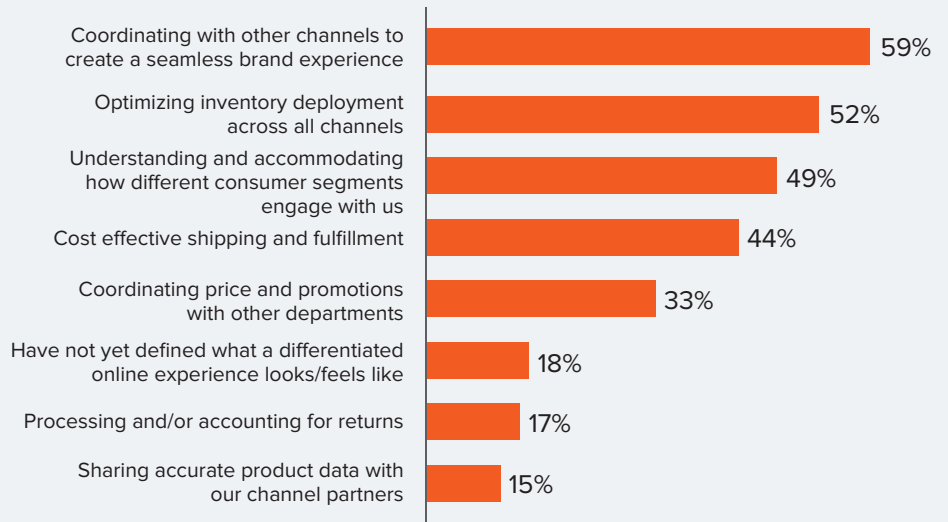 Coordinating with other channels to
create a seamless brand experience
59%
Optimizing inventory deployment
across all channels
52%
Understanding and accommodating
how different consumer segments
engage with us
49%
Cost effective shipping and fulfillment
44%
Coordinating price and promotions
with other departments
33%
Have not yet defined what a differentiated
online experience looks/feels like
18%
Processing and/or accounting for returns
17%
Sharing accurate product data with
our channel partners
15%